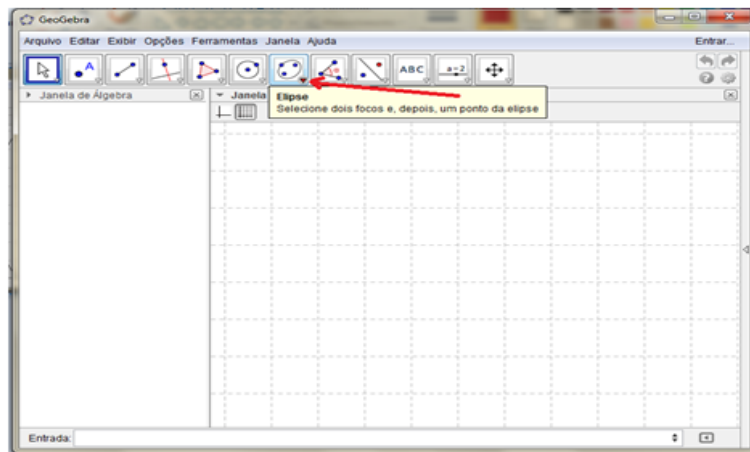 GeoGebra
Arquivo Editar Exibir Opções Ferramentas Janela Ajuda Entrar...
A
ABC
a=2
Janela de Álgebra
Janela
Elipse
Selecione dois focos e, depois, um ponto da elipse
Entrada: